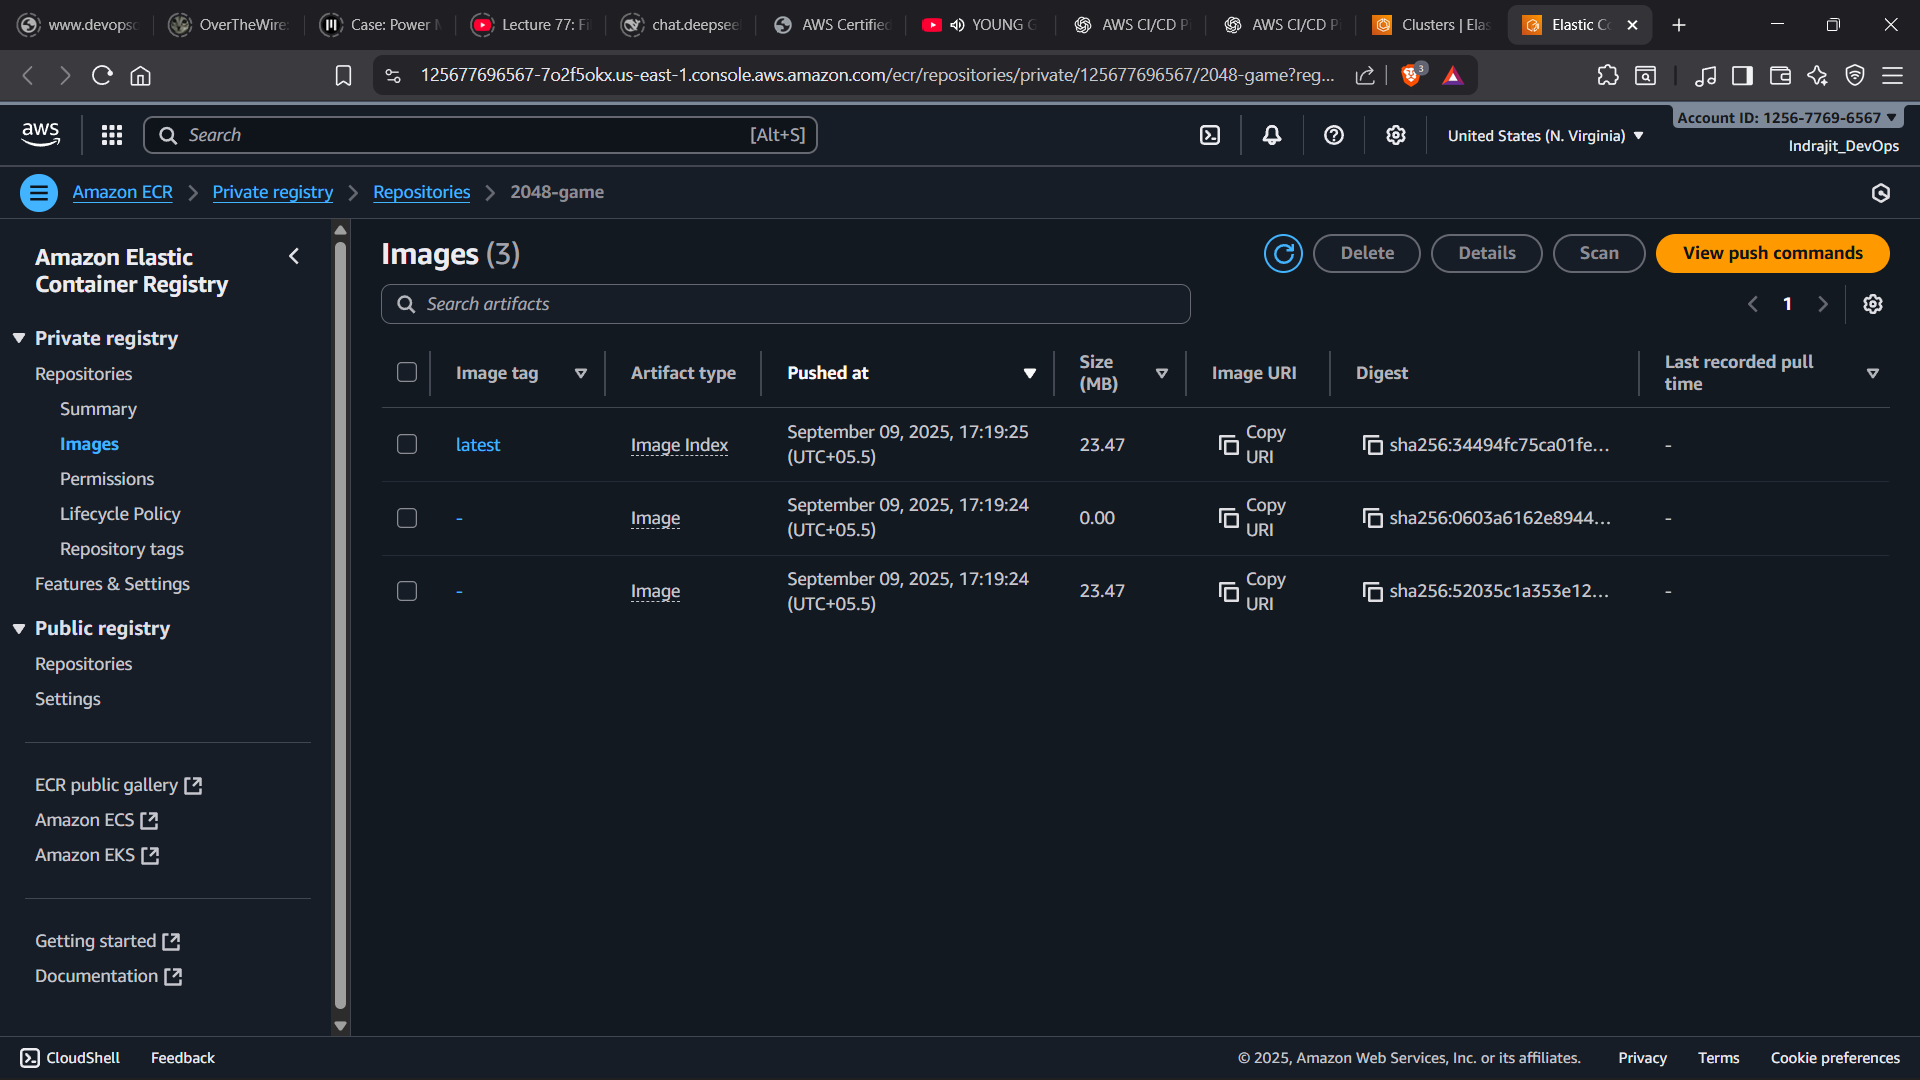 www.devopsc
OverTheWire:
Case: Power M
Lecture 77: Fi
chat.deepseek
AWS Certified
YOUNG G
AWS CI/CD Pi
AWS CI/CD Pi
Clusters | Elas
Elastic Co
125677696567-7o2f5okx.us-east-1.console.aws.amazon.com/ecr/repositories/private/125677696567/2048-game?reg...
3
aws
Search
[Alt+S]
United States (N. Virginia)
Account ID: 1256-7769-6567
Indrajit_DevOps
Amazon ECR
Private registry
Repositories
2048-game
Amazon Elastic
Container Registry
Private registry
Repositories
Summary
Images
Permissions
Lifecycle Policy
Repository tags
Features & Settings
Public registry
Repositories
Settings
ECR public gallery
Amazon ECS
Amazon EKS
Getting started
Documentation
Images (3)
Delete
Details
Scan
View push commands
Search artifacts
1
Image tag
Artifact type
Pushed at
Size
(MB)
Image URI
Digest
Last recorded pull
time
latest
Image Index
September 09, 2025, 17:19:25
(UTC+05.5)
23.47
Copy
URI
sha256:34494fc75ca01fe...
-
-
Image
September 09, 2025, 17:19:24
(UTC+05.5)
0.00
Copy
URI
sha256:0603a6162e8944...
-
-
Image
September 09, 2025, 17:19:24
(UTC+05.5)
23.47
Copy
URI
sha256:52035c1a353e12...
-
CloudShell
Feedback
© 2025, Amazon Web Services, Inc. or its affiliates.
Privacy
Terms
Cookie preferences